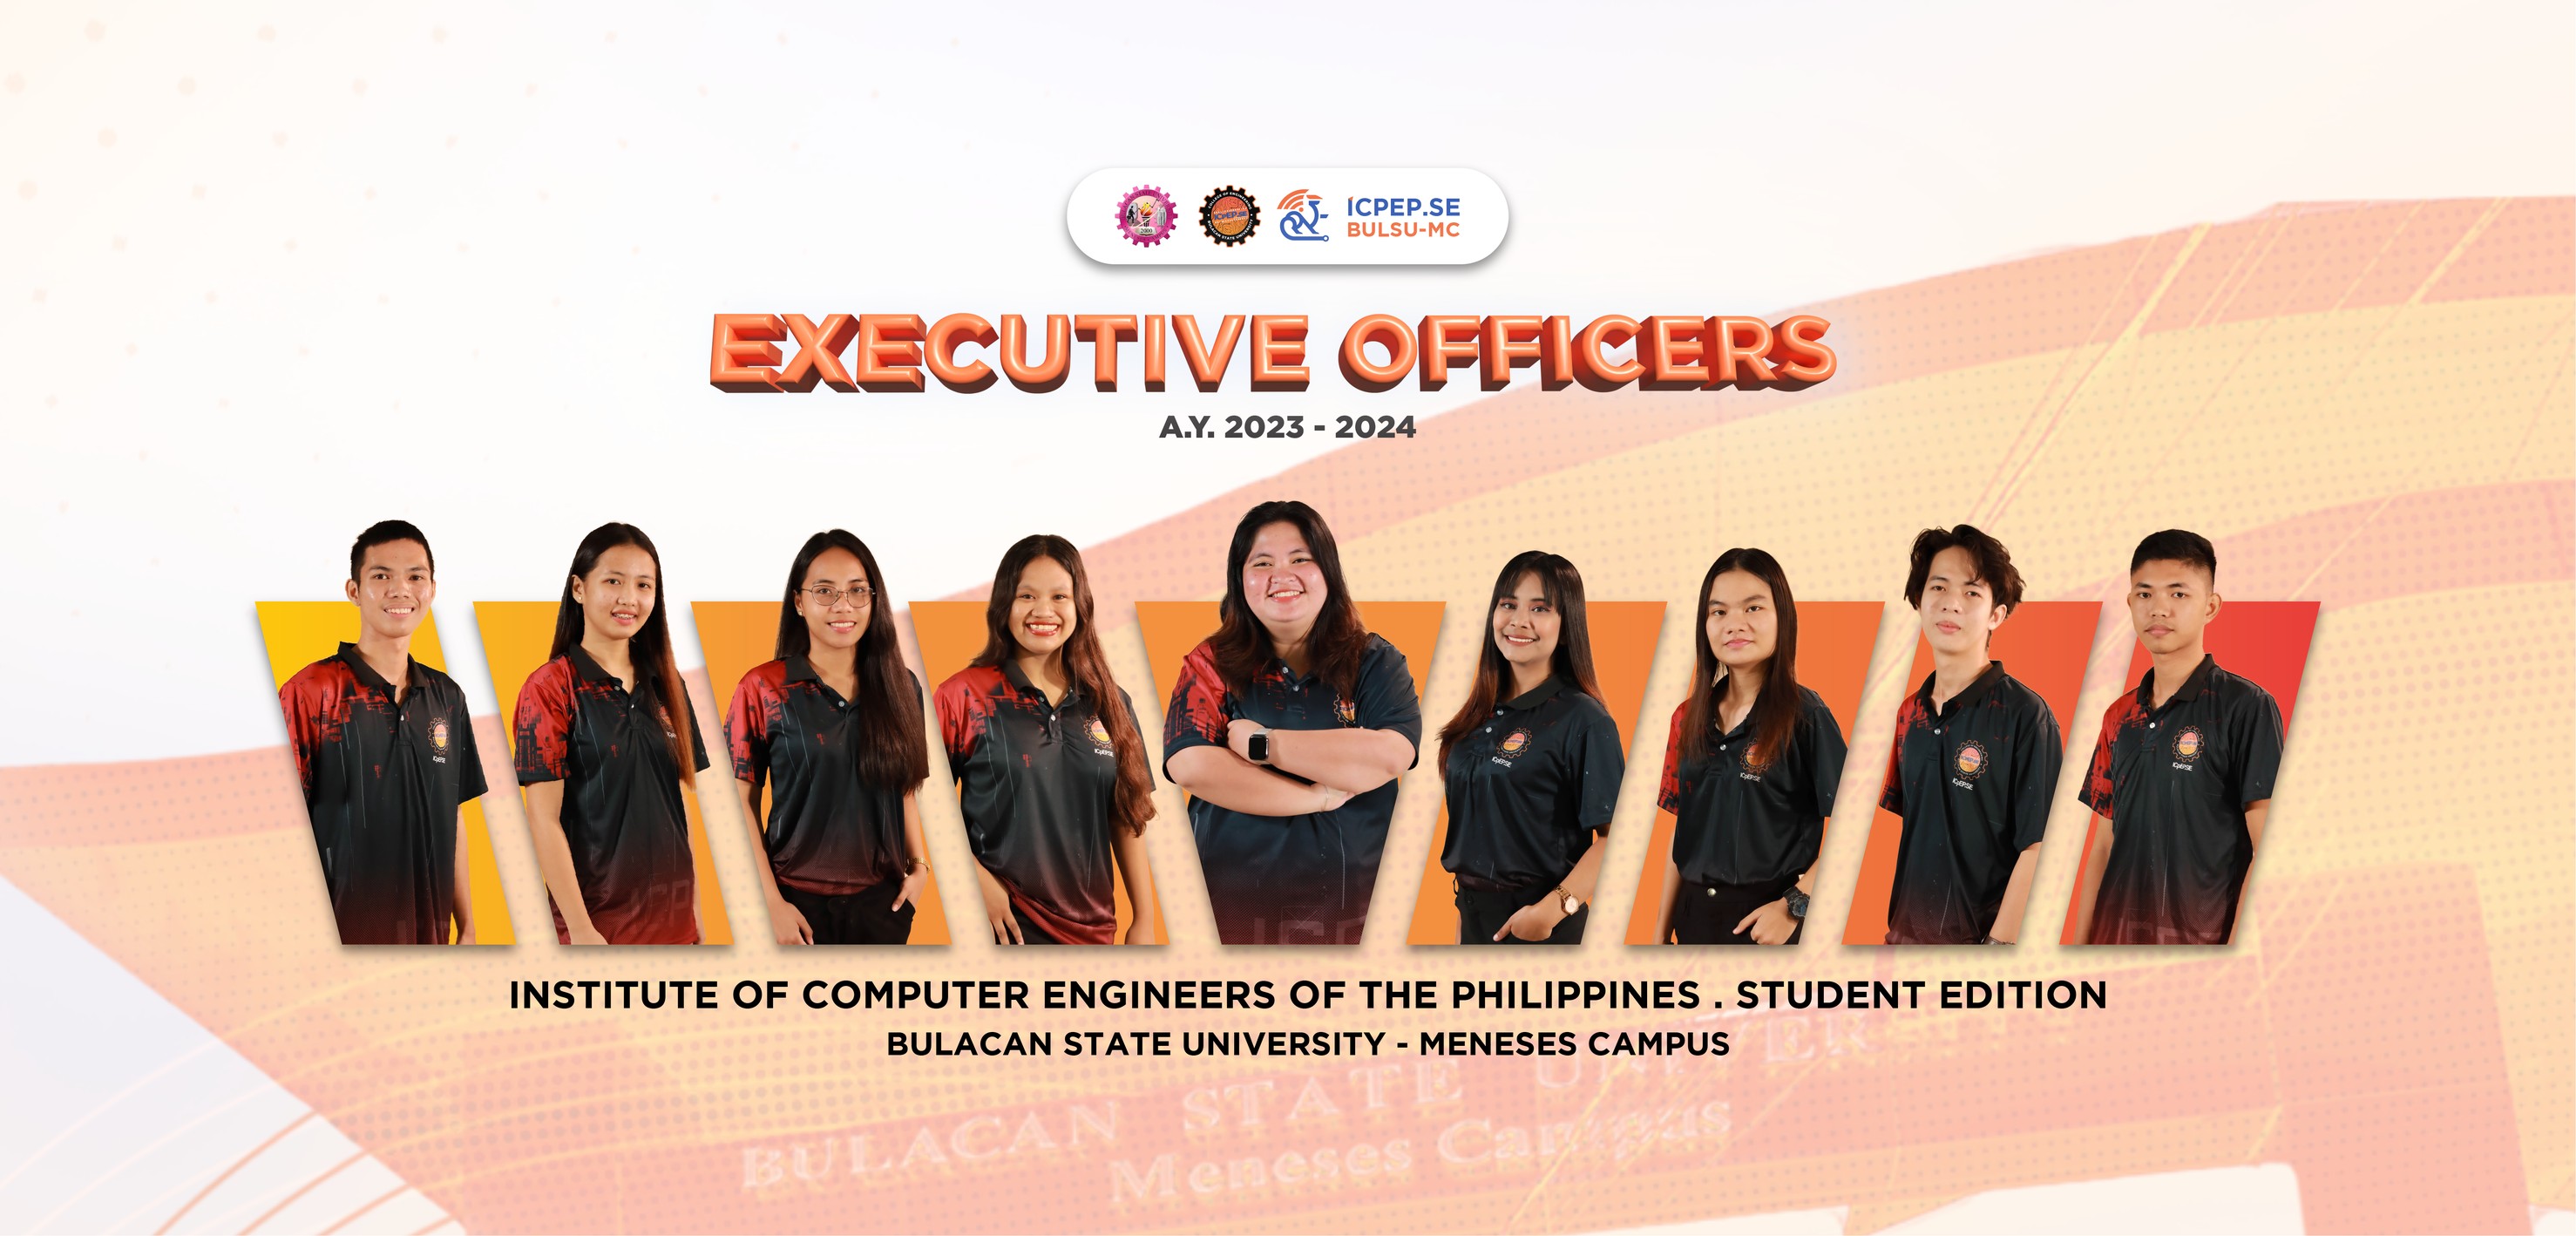 ICPEP.SE
BULSU-MC
EXECUTIVE OFFICERS
A.Y. 2023 - 2024
INSTITUTE OF COMPUTER ENGINEERS OF THE PHILIPPINES . STUDENT EDITION
BULACAN STATE UNIVERSITY - MENESES CAMPUS
BULACAN STATE UNIVER
Meneses Campus